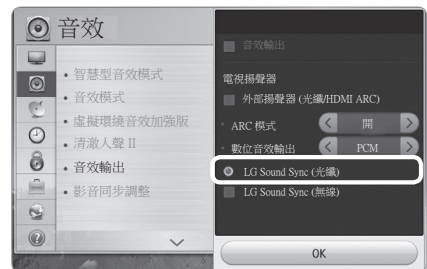 音效
• 智慧型音效模式
• 音效模式
• 虛擬環繞音效加強版
• 清澈人聲 II
• 音效輸出
• 影音同步調整
音效輸出
電視揚聲器
外部揚聲器 (光纖/HDMI ARC)
• ARC 模式 < 開 >
• 數位音效輸出 < PCM >
LG Sound Sync (光纖)
LG Sound Sync (無線)
OK